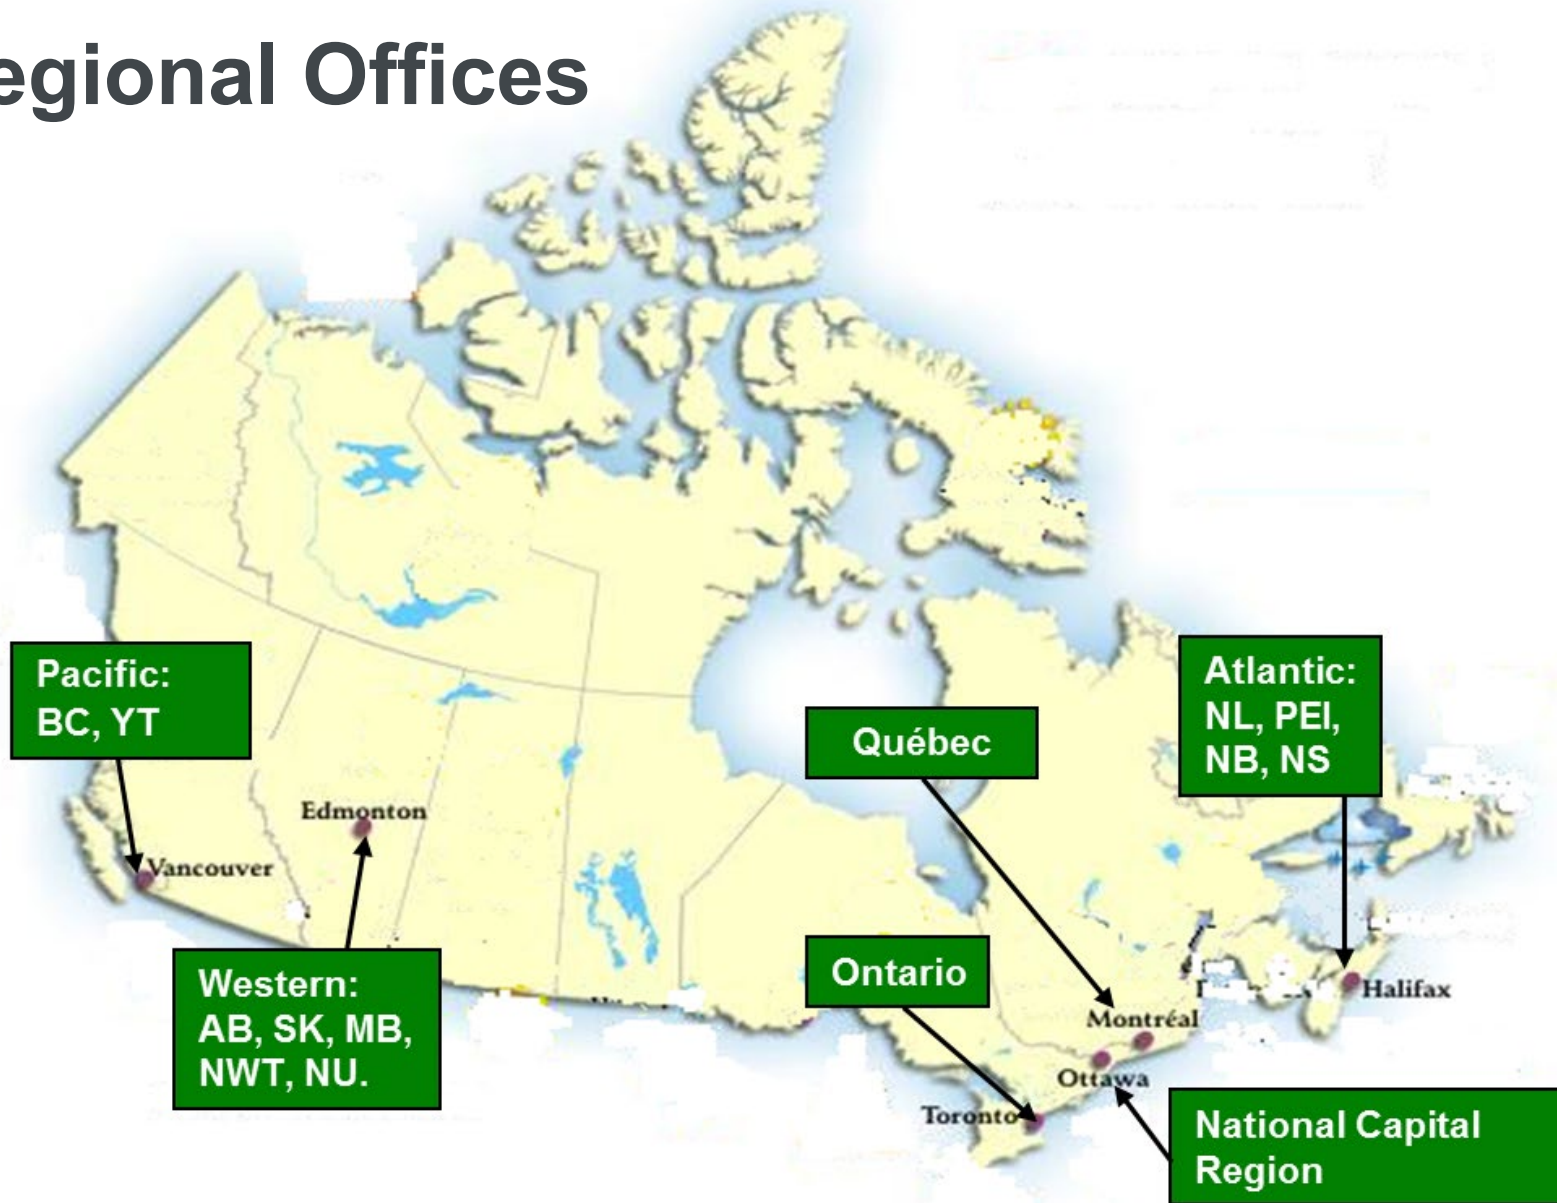 egional Offices
Pacific:
BC, YT
Atlantic:
NL, PEI,
NB, NS
Québec
Edmonton
Vancouver
Western:
AB, SK, MB,
NWT, NU.
Ontario
Halifax
Montréal
Ottawa
Toronto
National Capital
Region